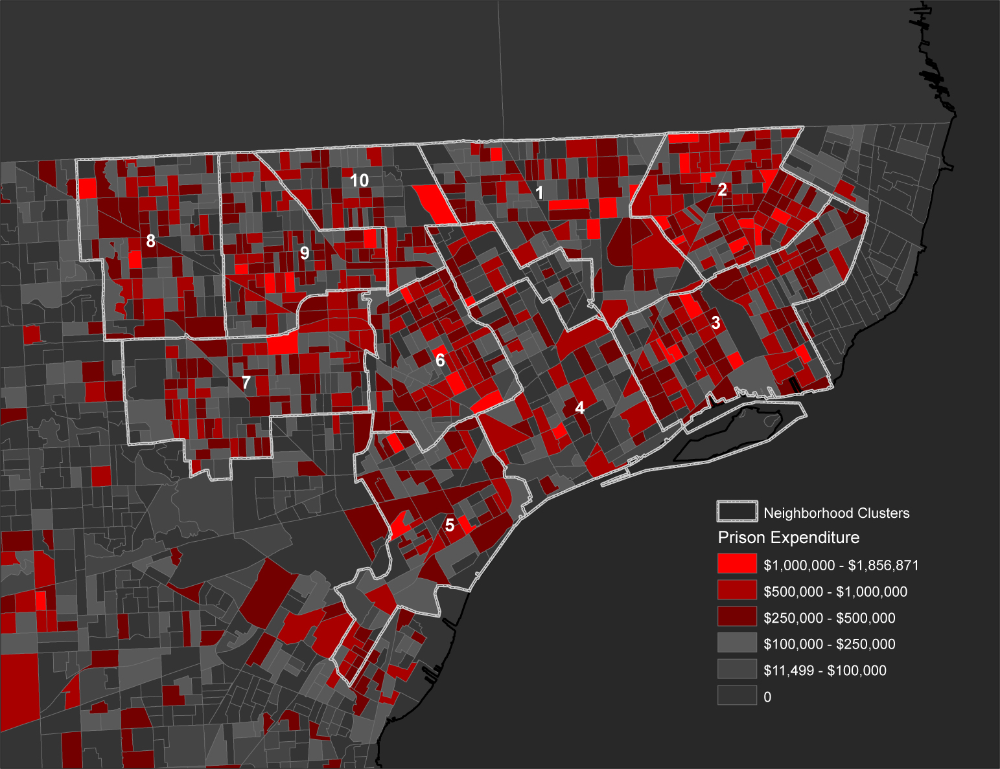 10
1
2
8
9
3
6
7
4
5
Neighborhood Clusters
Prison Expenditure
$1,000,000 - $1,856,871
$500,000 - $1,000,000
$250,000 - $500,000
$100,000 - $250,000
$11,499 - $100,000
0